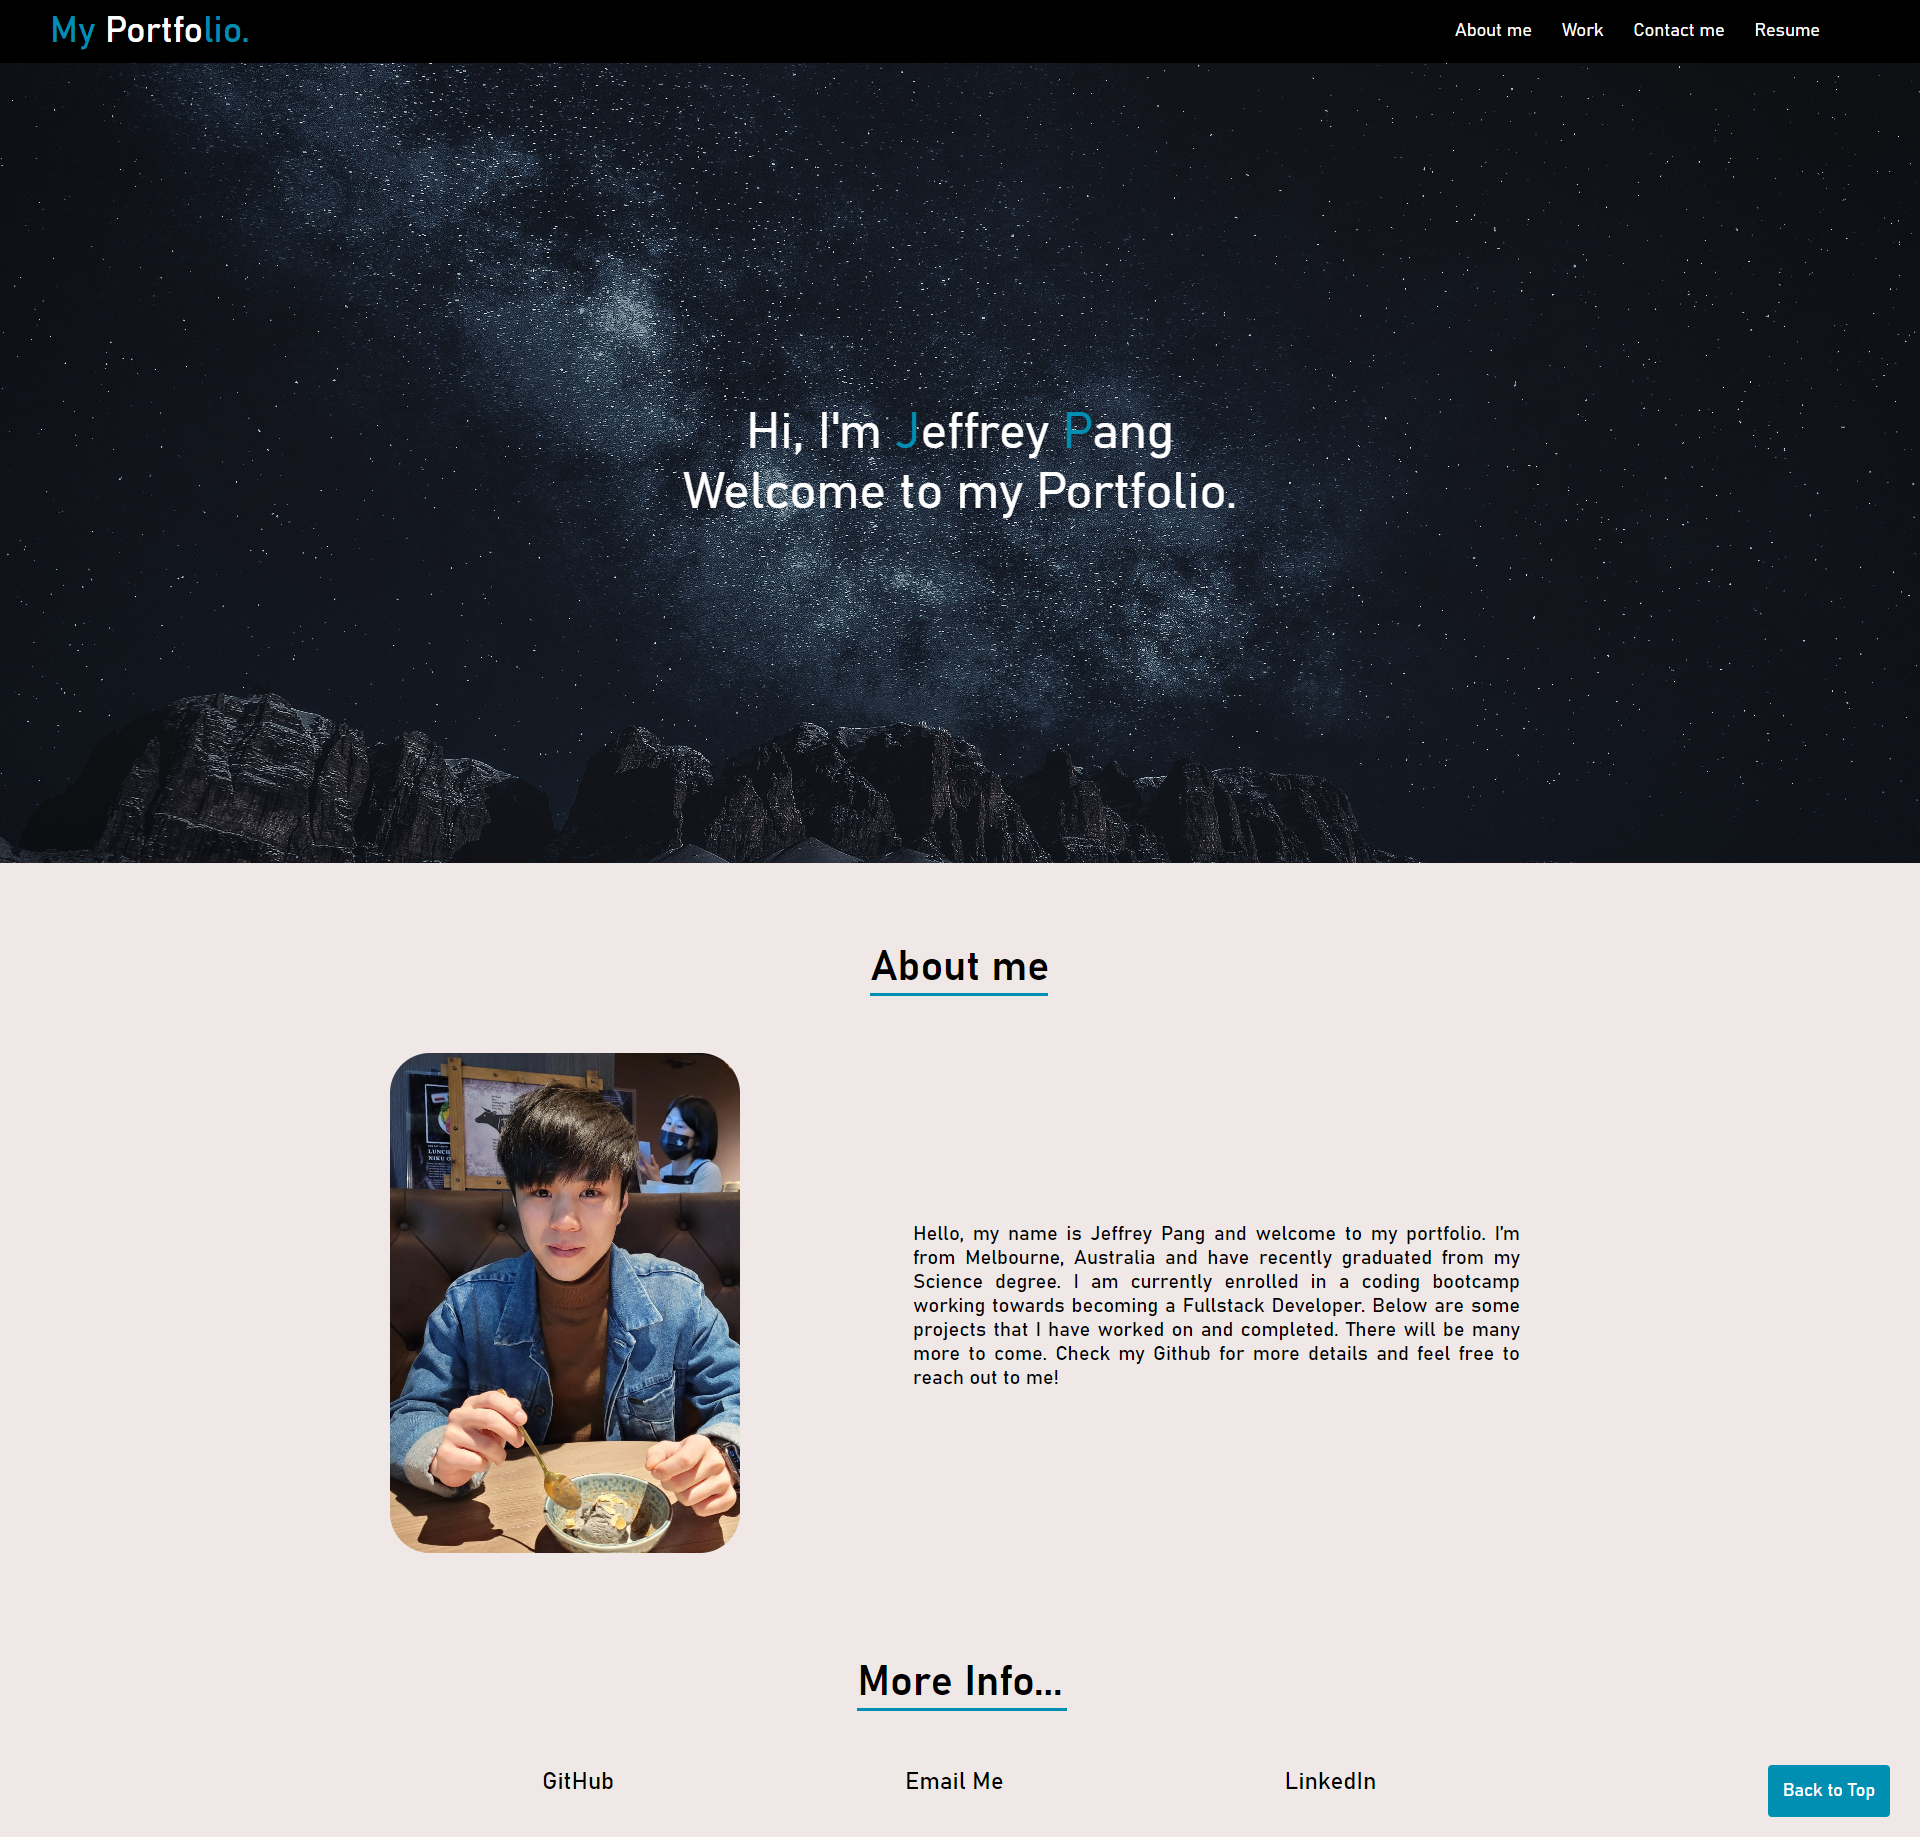 My Portfolio.
About me
Work
Contact me
Resume
Hi, I'm Jeffrey Pang
Welcome to my Portfolio.
About me
LUNCH
NIKU
Hello, my name is Jeffrey Pang and welcome to my portfolio. I’m
from Melbourne, Australia and have recently graduated from my
Science degree. I am currently enrolled in a coding bootcamp
working towards becoming a Fullstack Developer. Below are some
projects that I have worked on and completed. There will be many
more to come. Check my Github for more details and feel free to
reach out to me!
More Info...
GitHub
Email Me
LinkedIn
Back to Top